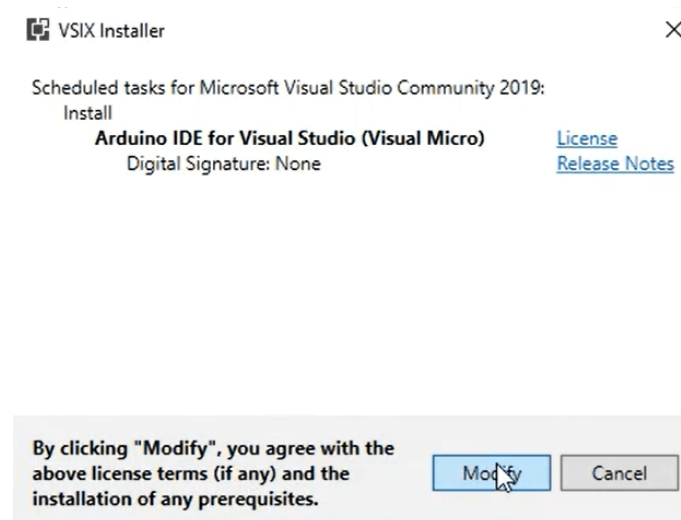 VSIX Installer
Scheduled tasks for Microsoft Visual Studio Community 2019:
Install
Arduino IDE for Visual Studio (Visual Micro) License
Digital Signature: None Release Notes
By clicking "Modify", you agree with the
above license terms (if any) and the
installation of any prerequisites.
Modify Cancel